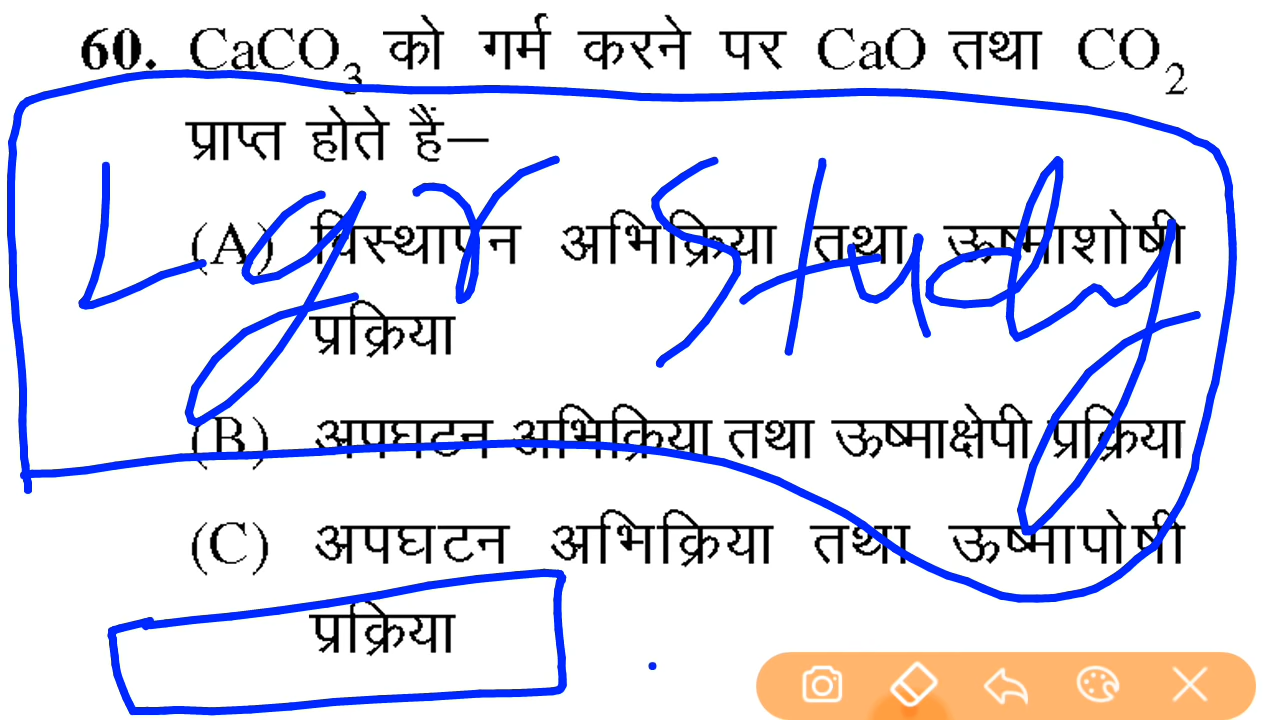 60. CaCO₃ को गर्म करने पर CaO तथा CO₂
प्राप्त होते हैं—
Lgr Study
(A) विस्थापन अभिक्रिया तथा ऊष्माशोषी
प्रक्रिया
(B) अपघटन अभिक्रिया तथा ऊष्माक्षेपी प्रक्रिया
(C) अपघटन अभिक्रिया तथा ऊष्मापोषी
प्रक्रिया